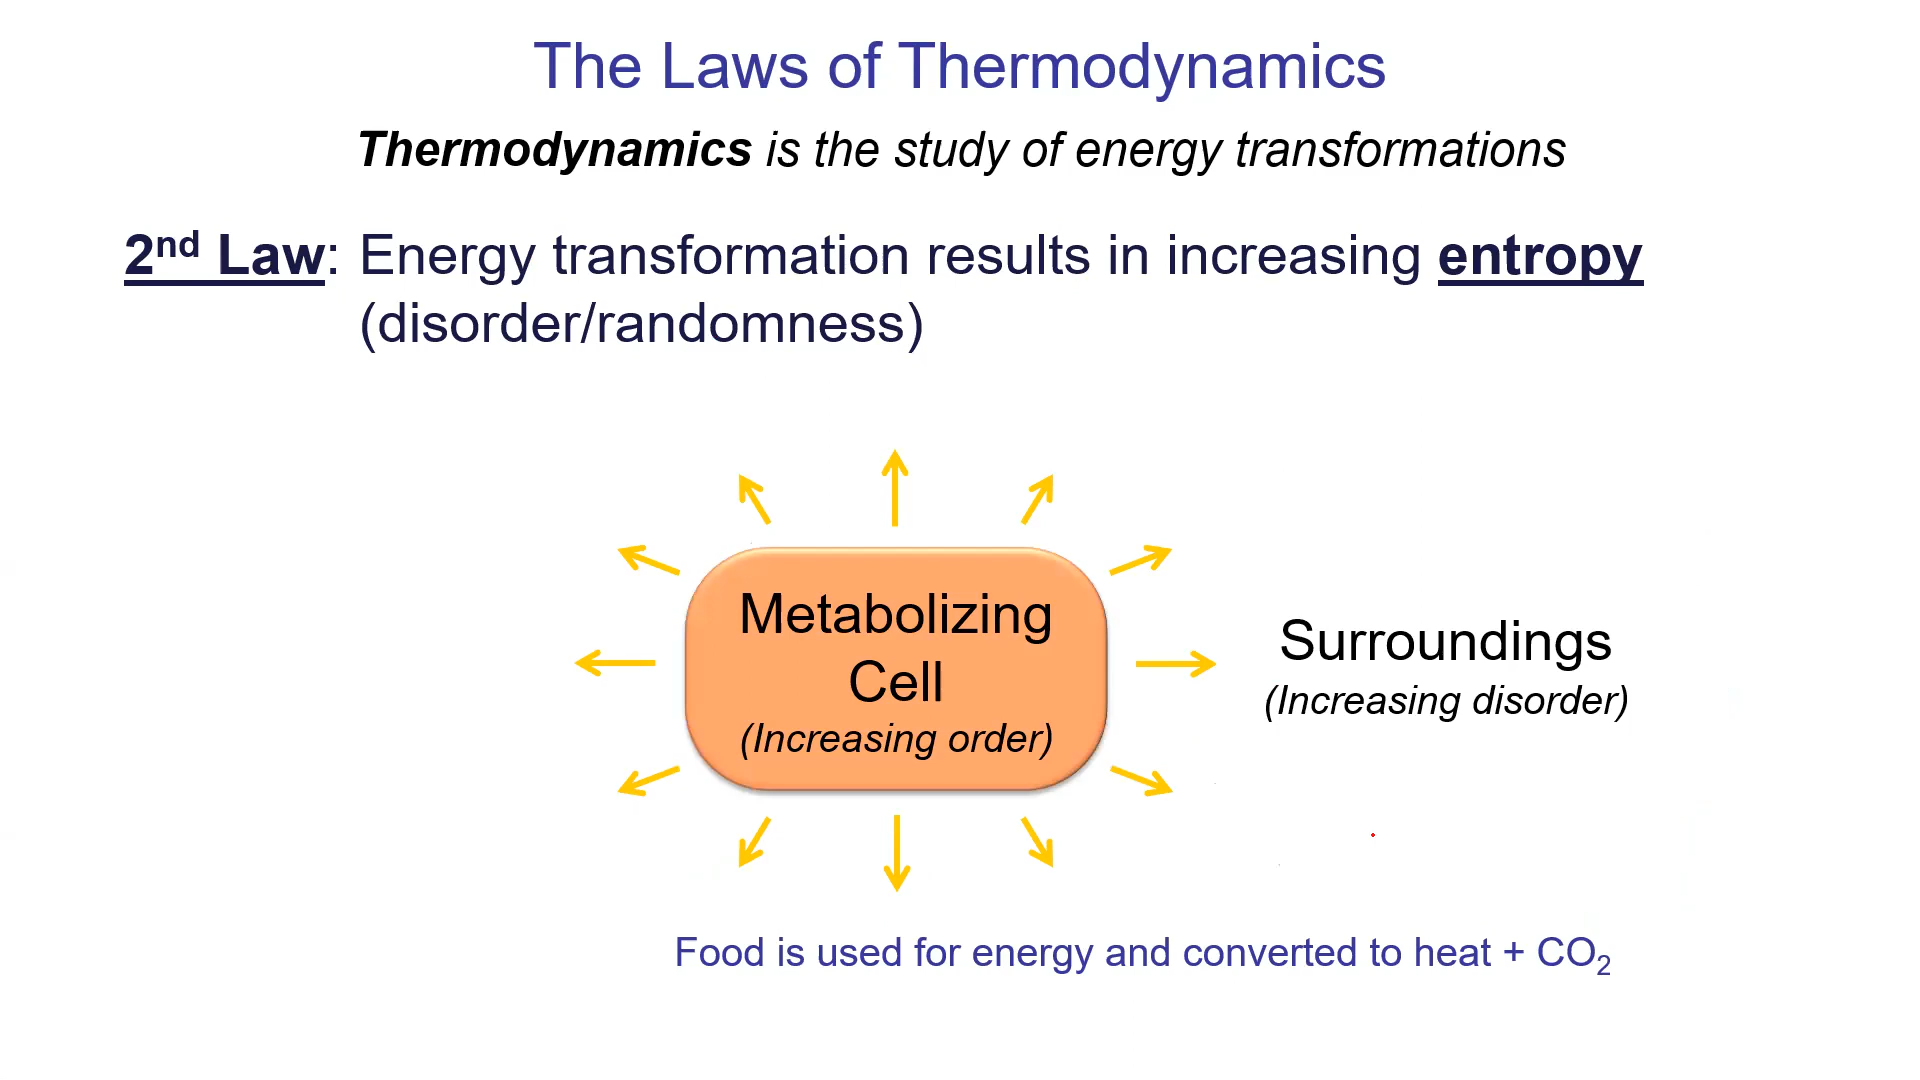 The Laws of Thermodynamics
Thermodynamics is the study of energy transformations
2nd Law: Energy transformation results in increasing entropy
(disorder/randomness)
Metabolizing
Cell
(Increasing order)
Surroundings
(Increasing disorder)
Food is used for energy and converted to heat + CO₂